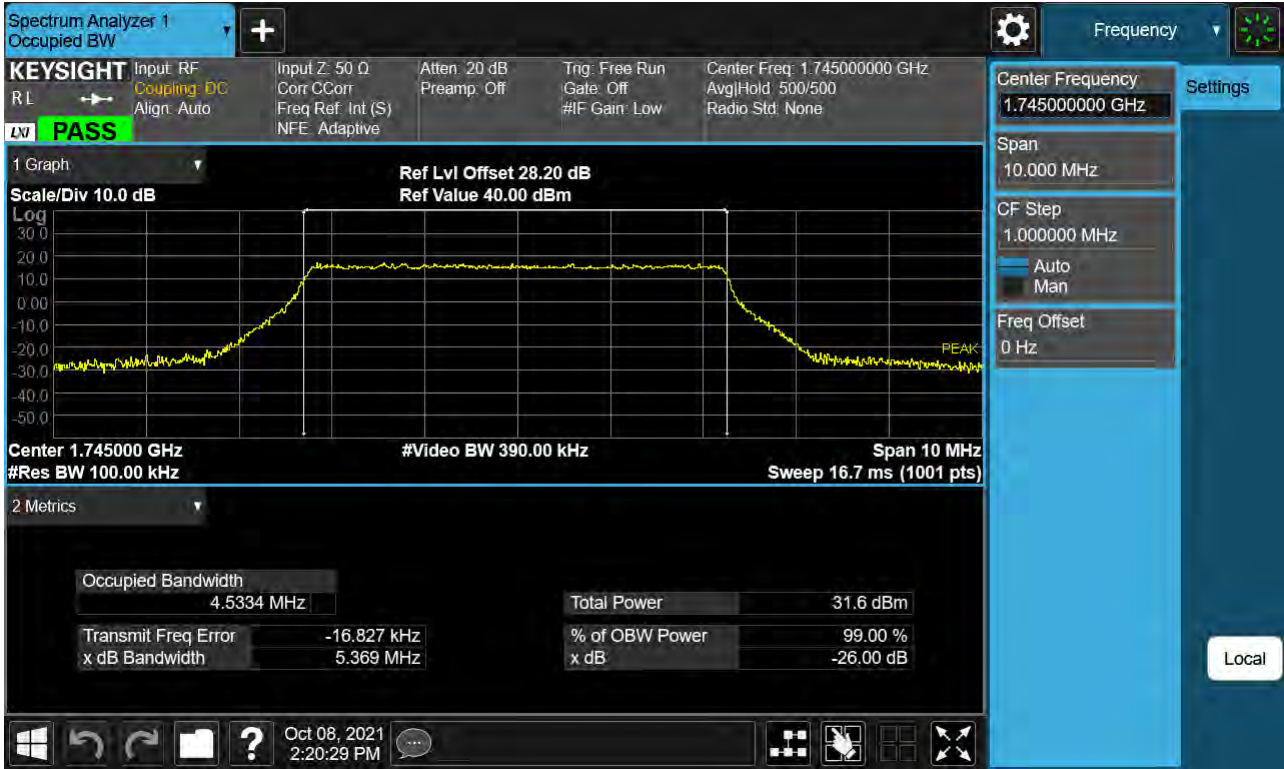 Spectrum Analyzer 1
Occupied BW
Frequency
KEYSIGHT
RL
LXI PASS
Input: RF
Coupling: DC
Align: Auto
Input Z: 50 Ω
Corr CCorr
Freq Ref: Int (S)
NFE: Adaptive
Atten: 20 dB
Preamp: Off
Trig: Free Run
Gate: Off
#IF Gain: Low
Center Freq: 1.745000000 GHz
Avg|Hold: 500/500
Radio Std: None
1 Graph
Scale/Div 10.0 dB
Ref Lvl Offset 28.20 dB
Ref Value 40.00 dBm
Log
30.0
20.0
10.0
0.00
-10.0
-20.0
-30.0
-40.0
-50.0
PEAK
Center 1.745000 GHz
#Video BW 390.00 kHz
Span 10 MHz
#Res BW 100.00 kHz
Sweep 16.7 ms (1001 pts)
2 Metrics
Occupied Bandwidth
4.5334 MHz
Total Power 31.6 dBm
Transmit Freq Error -16.827 kHz
% of OBW Power 99.00 %
x dB Bandwidth 5.369 MHz
x dB -26.00 dB
Center Frequency
1.745000000 GHz
Span
10.000 MHz
CF Step
1.000000 MHz
Auto
Man
Freq Offset
0 Hz
Settings
Local
?
Oct 08, 2021
2:20:29 PM